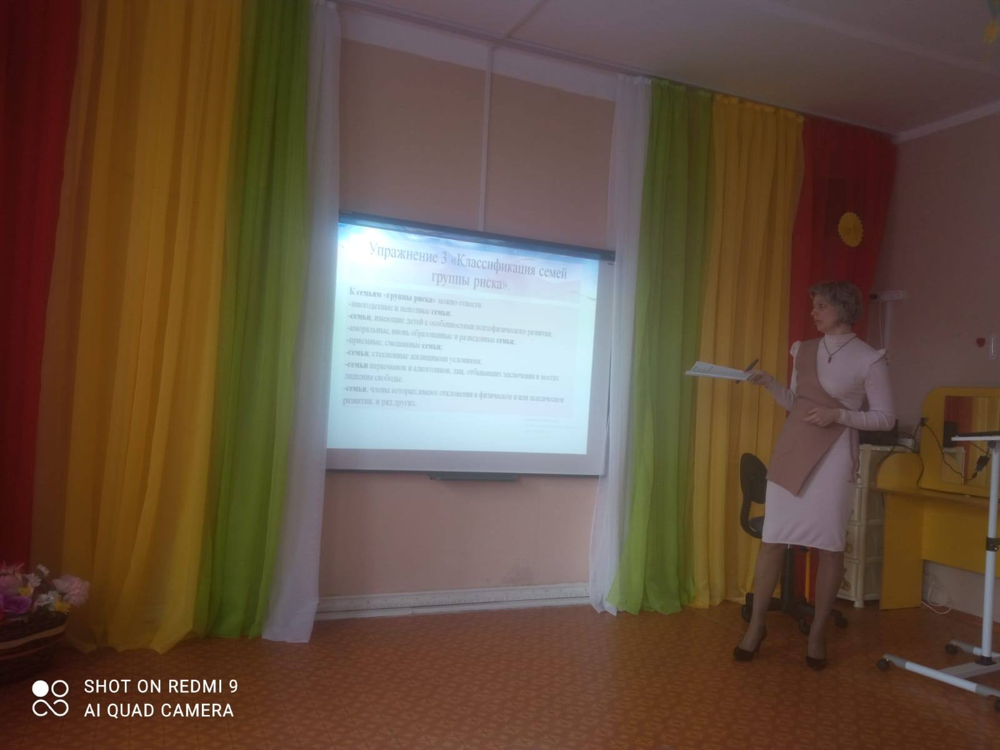 Упражнение 3 «Классификация семей
группы риска».
К семьям «группы риска» можно отнести:
-многодетные и неполные семьи;
-семьи, имеющие детей с особенностями психофизического развития;
-аморальные, вновь образованные и разведенные семьи;
-приемные, смешанные семьи;
-семьи, стесненные жилищными условиями;
-семьи наркоманов и алкоголиков, лиц, отбывавших заключения в местах
лишения свободы;
-семьи, члены которых имеют отклонения в физическом и или психическом
развитии, и ряд других.
SHOT ON REDMI 9
AI QUAD CAMERA